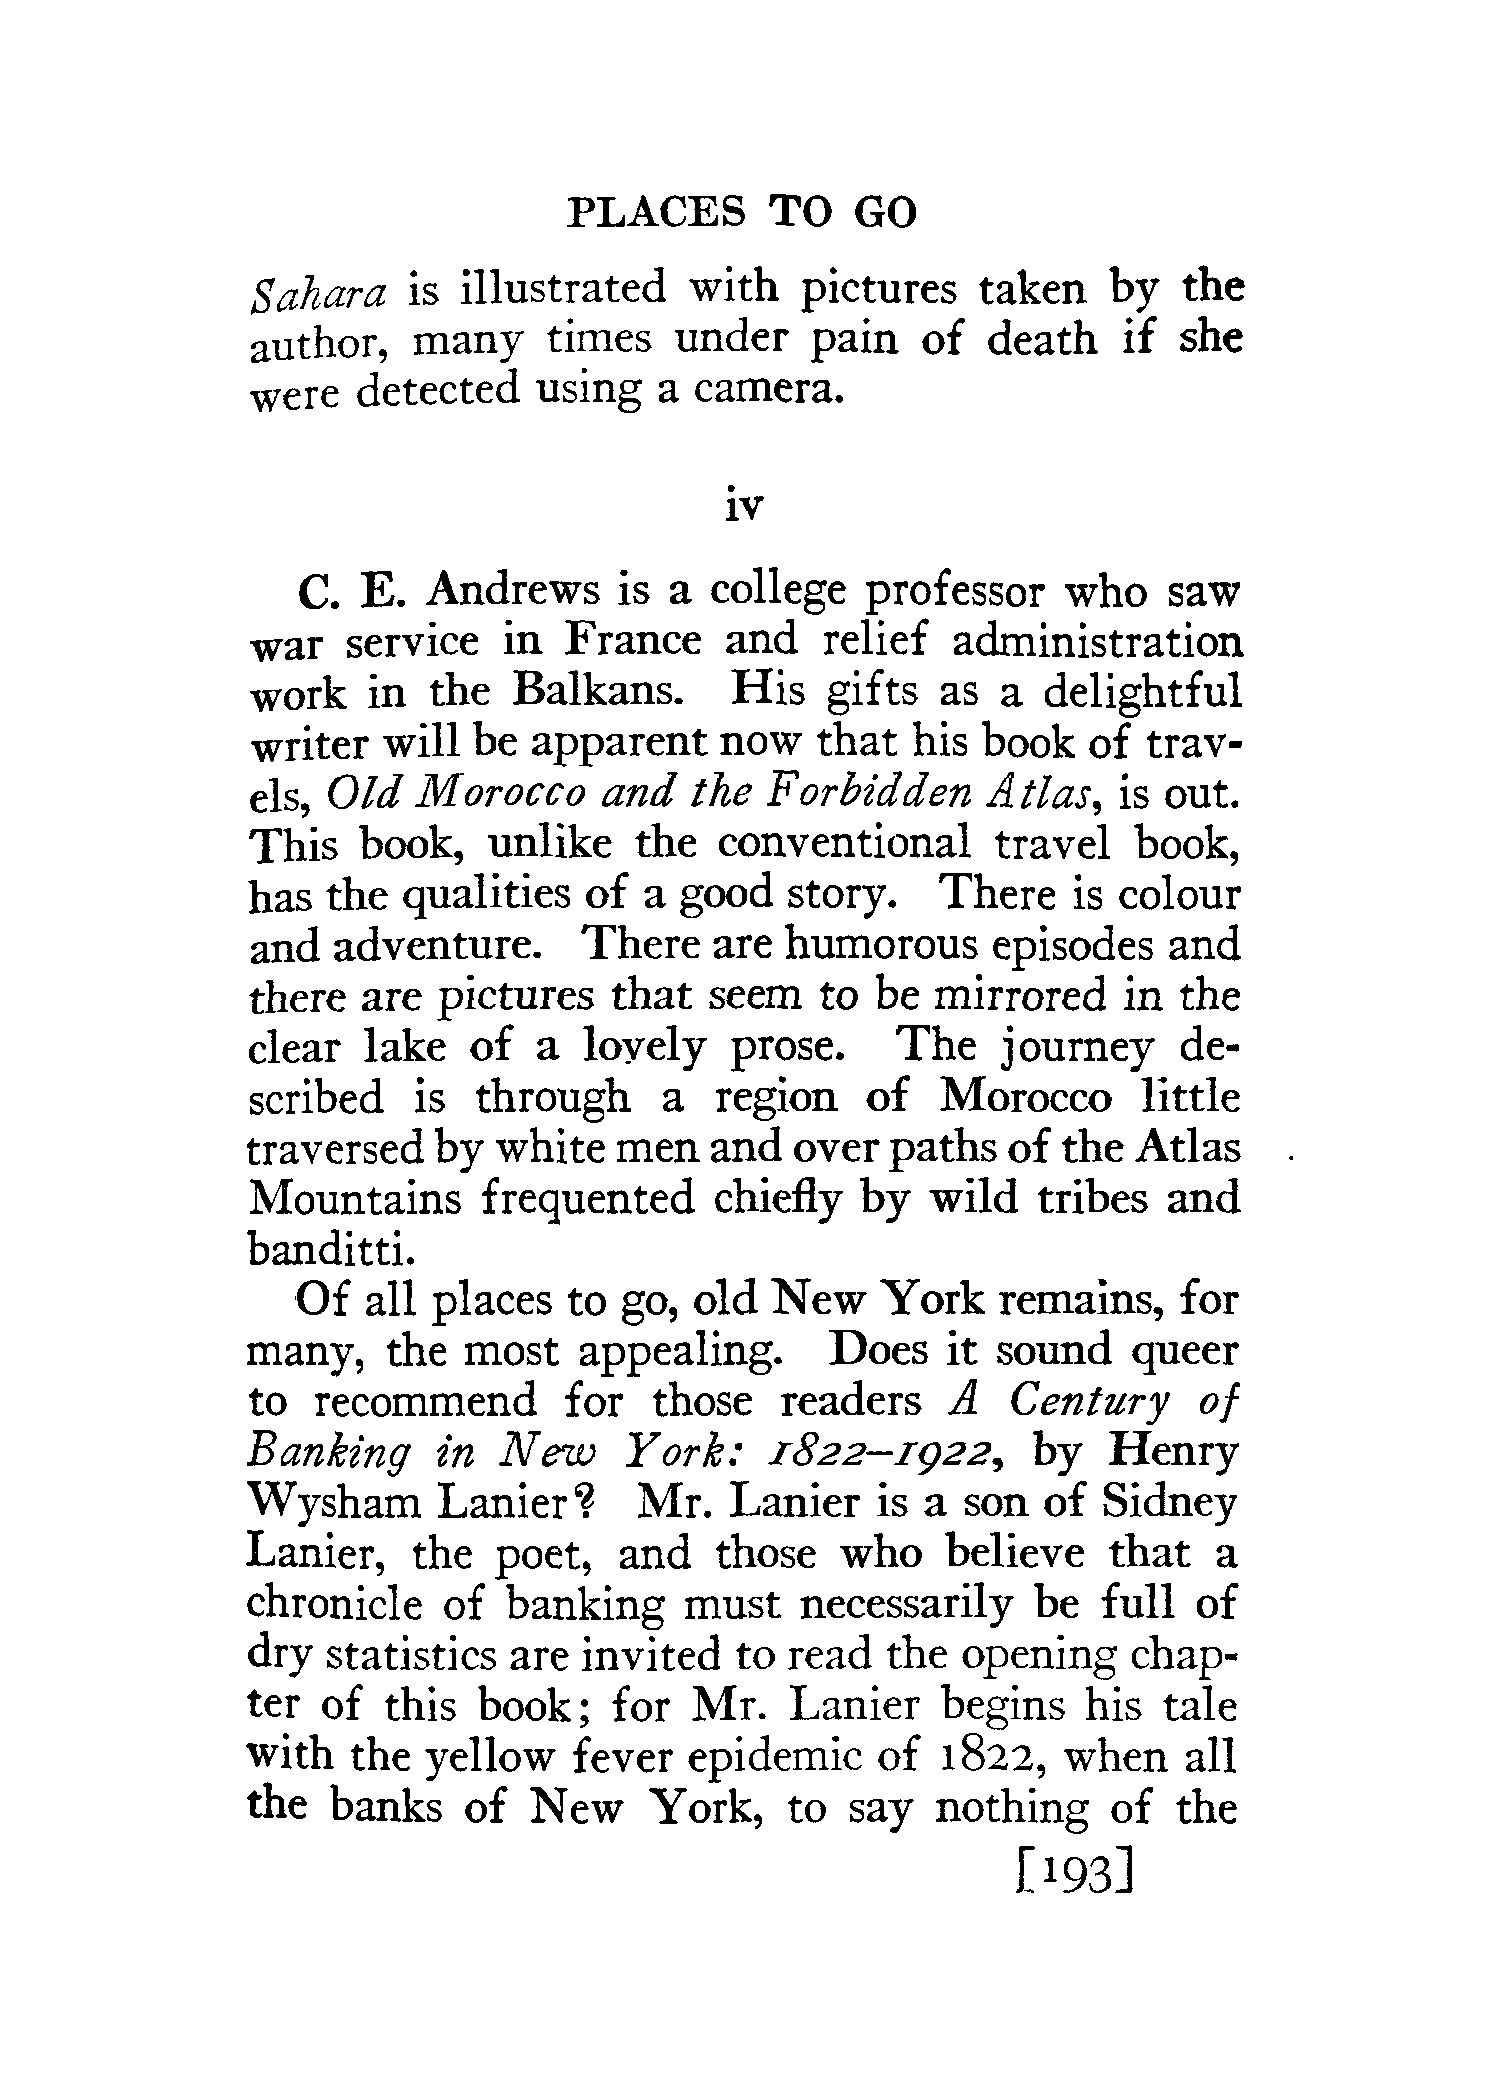 PLACES TO GO
Sahara is illustrated with pictures taken by the
author, many times under pain of death if she
were detected using a camera.
iv
C. E. Andrews is a college professor who saw
war service in France and relief administration
work in the Balkans. His gifts as a delightful
writer will be apparent now that his book of trav-
els, Old Morocco and the Forbidden Atlas, is out.
This book, unlike the conventional travel book,
has the qualities of a good story. There is colour
and adventure. There are humorous episodes and
there are pictures that seem to be mirrored in the
clear lake of a lovely prose. The journey de-
scribed is through a region of Morocco little
traversed by white men and over paths of the Atlas
Mountains frequented chiefly by wild tribes and
banditti.
Of all places to go, old New York remains, for
many, the most appealing. Does it sound queer
to recommend for those readers A Century of
Banking in New York: 1822–1922, by Henry
Wysham Lanier? Mr. Lanier is a son of Sidney
Lanier, the poet, and those who believe that a
chronicle of banking must necessarily be full of
dry statistics are invited to read the opening chap-
ter of this book; for Mr. Lanier begins his tale
with the yellow fever epidemic of 1822, when all
the banks of New York, to say nothing of the
[193]